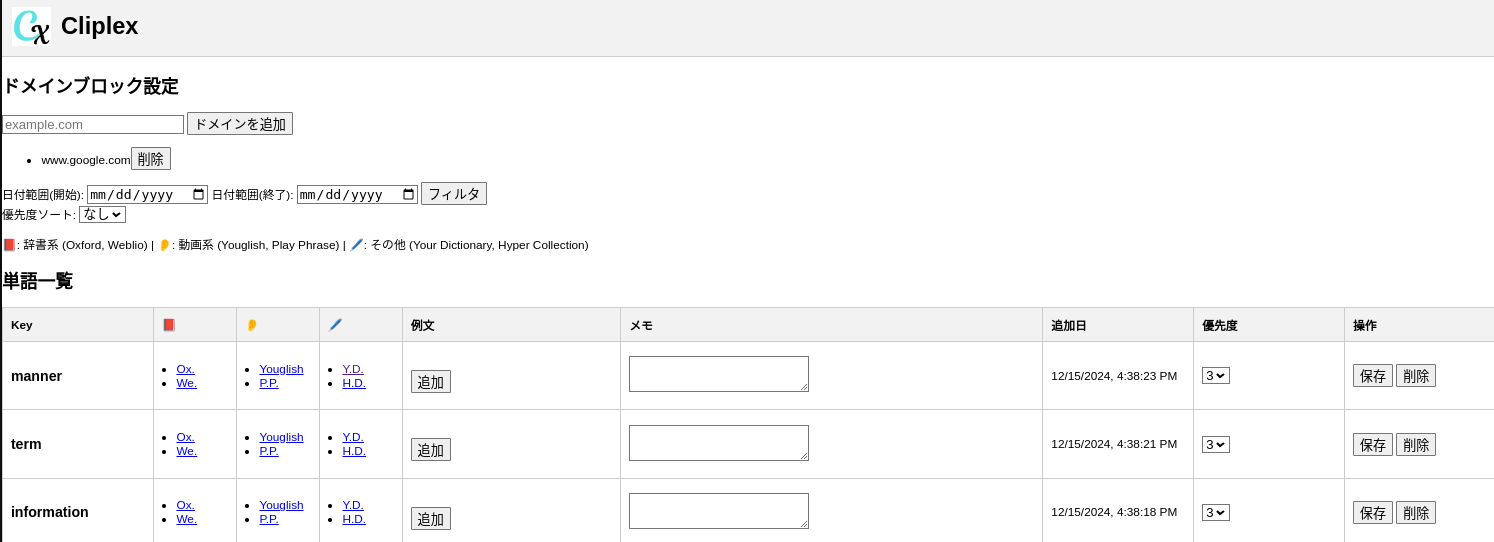 Cx Cliplex
ドメインブロック設定
example.com ドメインを追加
www.google.com削除
日付範囲(開始): mm/dd/yyyy 日付範囲(終了): mm/dd/yyyy フィルタ
優先度ソート: なし
📕: 辞書系 (Oxford, Weblio) | 👂: 動画系 (Youglish, Play Phrase) | 🖊️: その他 (Your Dictionary, Hyper Collection)
単語一覧
Key 📕 👂 🖊️ 例文 メモ 追加日 優先度 操作
manner Ox. We. Youglish P.P. Y.D. H.D. 追加 12/15/2024, 4:38:23 PM 3 保存 削除
term Ox. We. Youglish P.P. Y.D. H.D. 追加 12/15/2024, 4:38:21 PM 3 保存 削除
information Ox. We. Youglish P.P. Y.D. H.D. 追加 12/15/2024, 4:38:18 PM 3 保存 削除